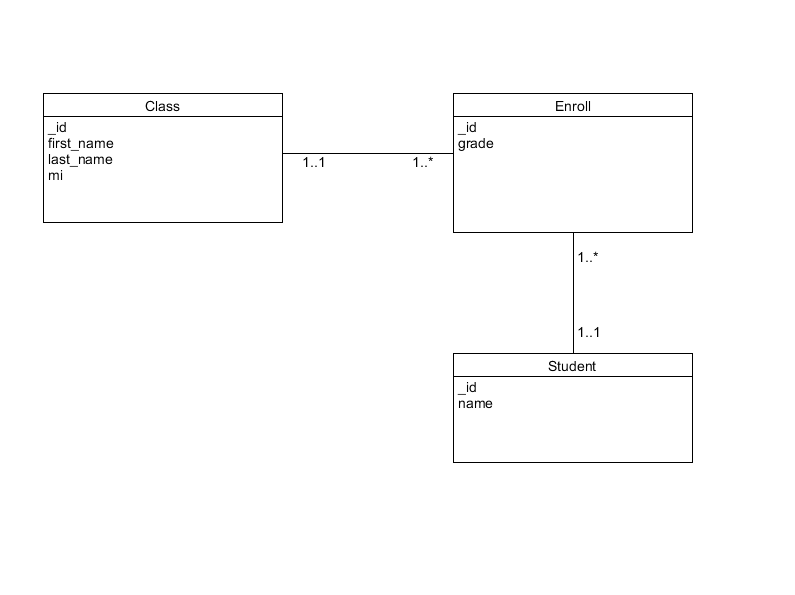 Class
_id
first_name
last_name
mi
1..1
1..*
Enroll
_id
grade
1..*
1..1
Student
_id
name